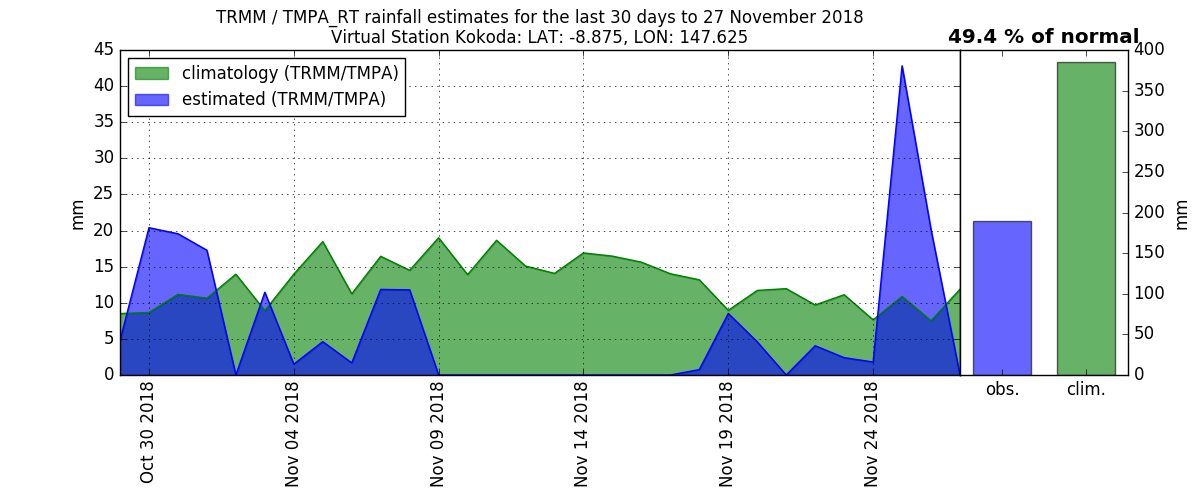 TRMM / TMPA_RT rainfall estimates for the last 30 days to 27 November 2018
Virtual Station Kokoda: LAT: -8.875, LON: 147.625
49.4 % of normal
climatology (TRMM/TMPA)
estimated (TRMM/TMPA)
45
40
35
30
25
20
15
10
5
0
mm
Oct 30 2018
Nov 04 2018
Nov 09 2018
Nov 14 2018
Nov 19 2018
Nov 24 2018
400
350
300
250
200
150
100
50
0
mm
obs.
clim.